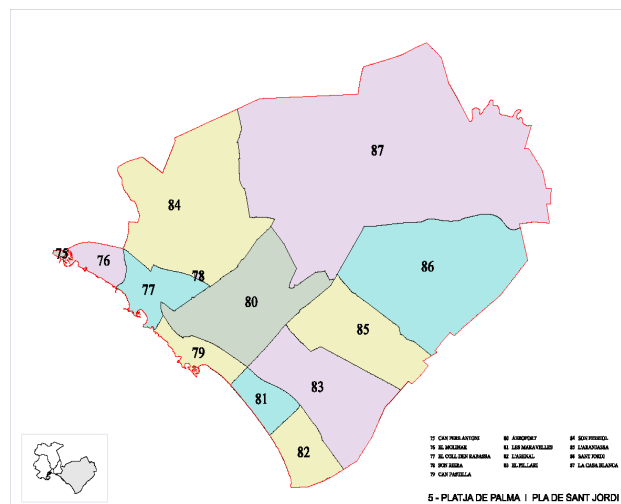 87
84
75
76
86
78
77
80
85
79
83
81
82
75 CAN PERE ANTONI
76 EL MOLINAR
77 EL COLL DEN RABASSA
78 SON RIERA
79 CAN PASTILLA
80 AEROPORT
81 LES MARAVELLES
82 L'ARENAL
83 EL PILLARI
84 SON FERRIOL
85 L'ARANJASSA
86 SANT JORDI
87 LA CASA BLANCA
5 - PLATJA DE PALMA I PLA DE SANT JORDI